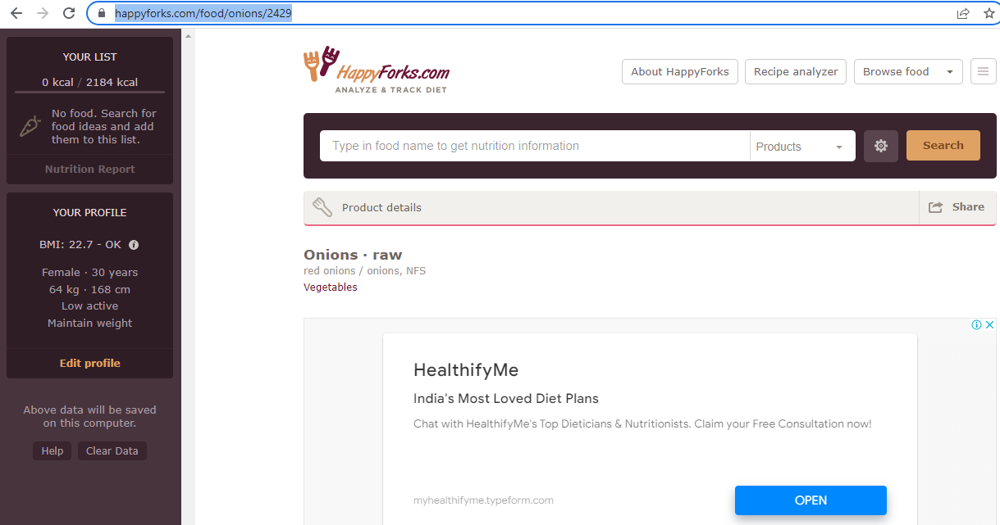 happyforks.com/food/onions/2429
YOUR LIST
0 kcal / 2184 kcal
No food. Search for
food ideas and add
them to this list.
Nutrition Report
YOUR PROFILE
BMI: 22.7 - OK
Female · 30 years
64 kg · 168 cm
Low active
Maintain weight
Edit profile
Above data will be saved
on this computer.
Help Clear Data
HappyForks.com
ANALYZE & TRACK DIET
About HappyForks Recipe analyzer Browse food
Type in food name to get nutrition information Products Search
Product details Share
Onions · raw
red onions / onions, NFS
Vegetables
HealthifyMe
India's Most Loved Diet Plans
Chat with HealthifyMe's Top Dieticians & Nutritionists. Claim your Free Consultation now!
myhealthifyme.typeform.com OPEN